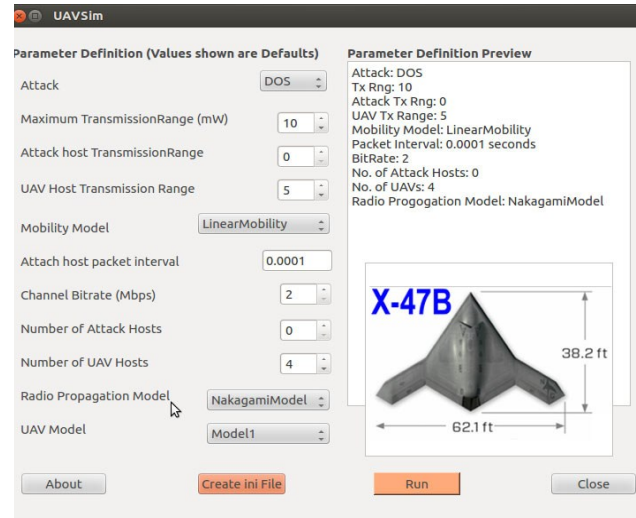 UAVSim
Parameter Definition (Values shown are Defaults)
Attack DOS
Maximum TransmissionRange (mW) 10
Attack host TransmissionRange 0
UAV Host Transmission Range 5
Mobility Model LinearMobility
Attach host packet interval 0.0001
Channel Bitrate (Mbps) 2
Number of Attack Hosts 0
Number of UAV Hosts 4
Radio Propagation Model NakagamiModel
UAV Model Model1
Parameter Definition Preview
Attack: DOS
Tx Rng: 10
Attack Tx Rng: 0
UAV Tx Range: 5
Mobility Model: LinearMobility
Packet Interval: 0.0001 seconds
BitRate: 2
No. of Attack Hosts: 0
No. of UAVs: 4
Radio Progogation Model: NakagamiModel
X-47B
38.2 ft
62.1 ft
About Create ini File Run Close